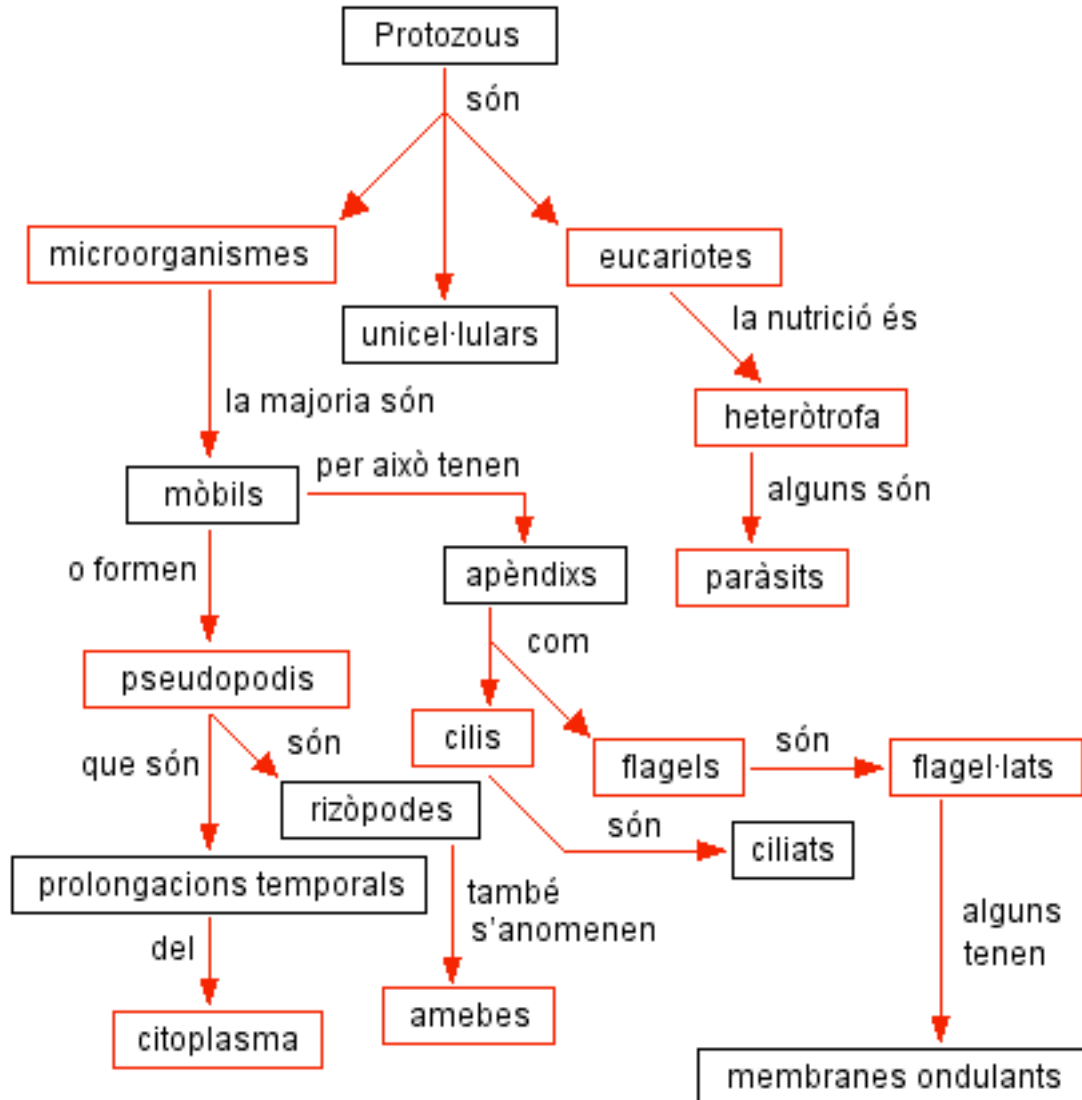 Protozous
són
microorganismes
eucariotes
unicel·lulars
la nutrició és
la majoria són
heteròtrofa
per això tenen
mòbils
alguns són
o formen
apèndixs
paràsits
com
pseudopodis
cilis
són
flagels
són
flagel·lats
que són
rizòpodes
són
ciliats
prolongacions temporals
també
s'anomenen
alguns
tenen
del
amebes
citoplasma
membranes ondulants